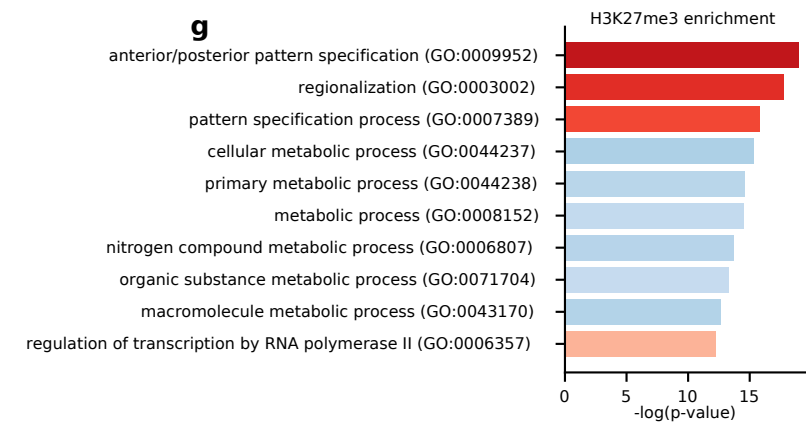 g
H3K27me3 enrichment
anterior/posterior pattern specification (GO:0009952)
regionalization (GO:0003002)
pattern specification process (GO:0007389)
cellular metabolic process (GO:0044237)
primary metabolic process (GO:0044238)
metabolic process (GO:0008152)
nitrogen compound metabolic process (GO:0006807)
organic substance metabolic process (GO:0071704)
macromolecule metabolic process (GO:0043170)
regulation of transcription by RNA polymerase II (GO:0006357)
0 5 10 15
-log(p-value)